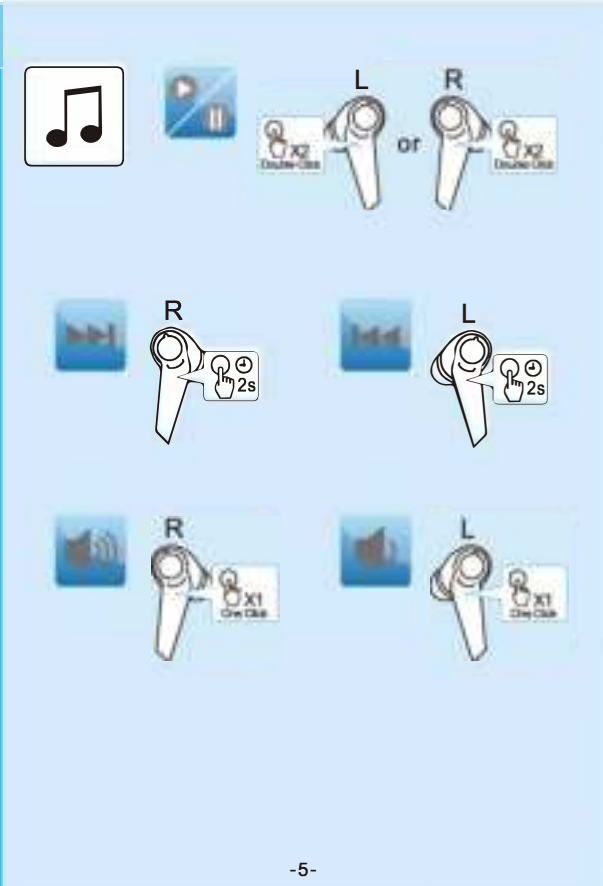 L R
X2 or X2
Double Click Double Click
R L
2s 2s
R L
X1 X1
One Click One Click
-5-